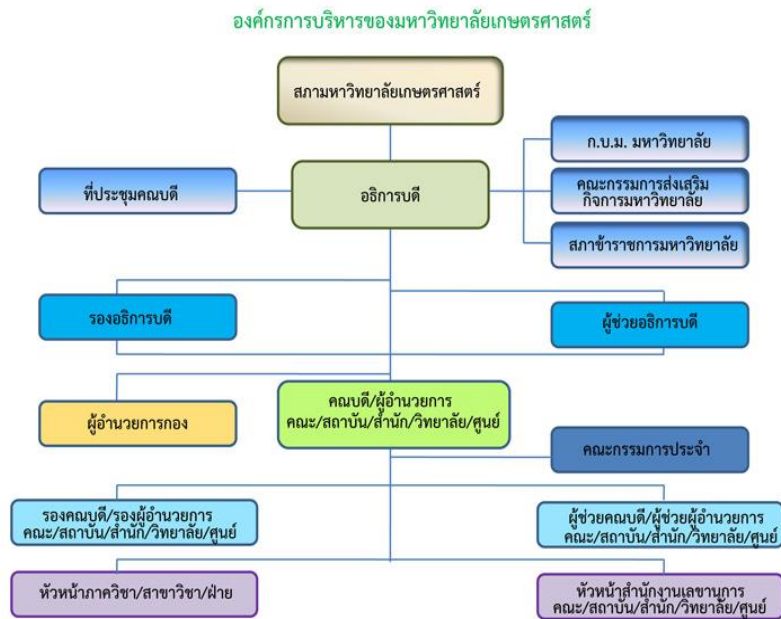 องค์กรการบริหารของมหาวิทยาลัยเกษตรศาสตร์
สภามหาวิทยาลัยเกษตรศาสตร์
ก.บ.ม. มหาวิทยาลัย
ที่ประชุมคณบดี
อธิการบดี
คณะกรรมการส่งเสริม
กิจการมหาวิทยาลัย
สภาข้าราชการมหาวิทยาลัย
รองอธิการบดี
ผู้ช่วยอธิการบดี
ผู้อำนวยการกอง
คณบดี/ผู้อำนวยการ
คณะ/สถาบัน/สำนัก/วิทยาลัย/ศูนย์
คณะกรรมการประจำ
รองคณบดี/รองผู้อำนวยการ
คณะ/สถาบัน/สำนัก/วิทยาลัย/ศูนย์
ผู้ช่วยคณบดี/ผู้ช่วยผู้อำนวยการ
คณะ/สถาบัน/สำนัก/วิทยาลัย/ศูนย์
หัวหน้าภาควิชา/สาขาวิชา/ฝ่าย
หัวหน้าสำนักงานเลขานุการ
คณะ/สถาบัน/สำนัก/วิทยาลัย/ศูนย์